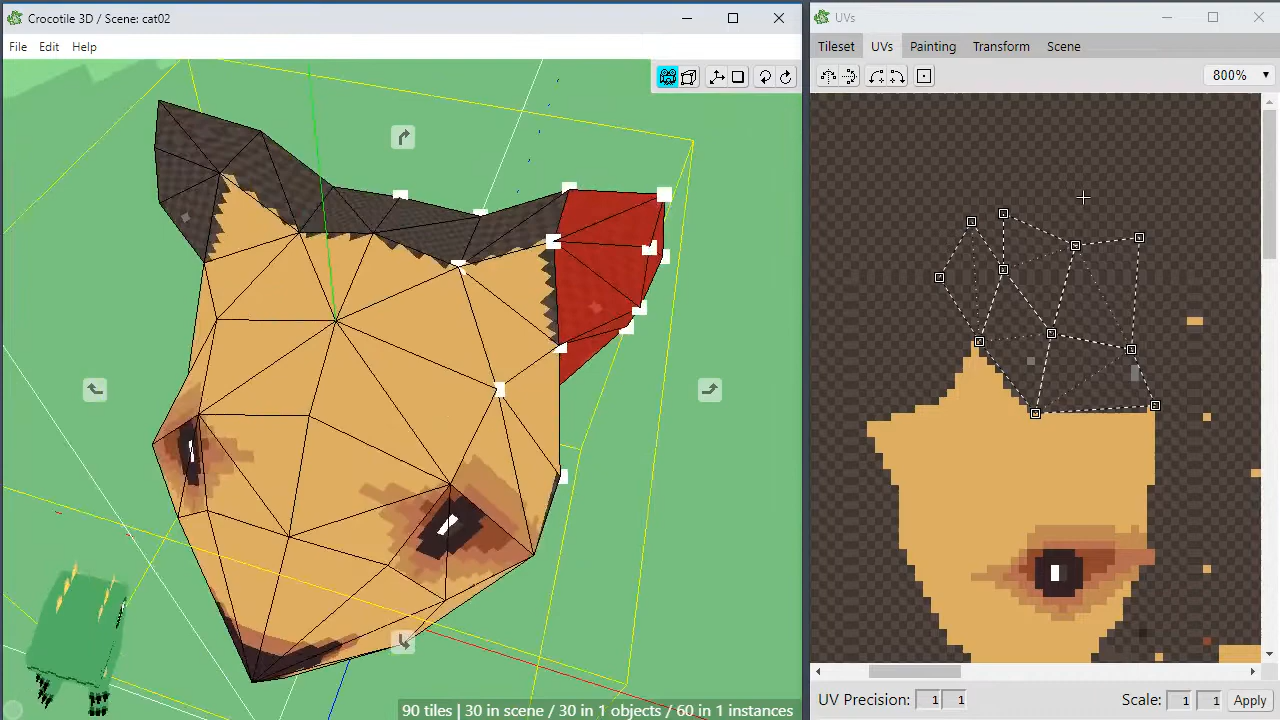 Crocotile 3D / Scene: cat02
File Edit Help
90 tiles | 30 in scene / 30 in 1 objects / 60 in 1 instances
UVs
Tileset UVs Painting Transform Scene
800%
UV Precision: 1 1 Scale: 1 1 Apply